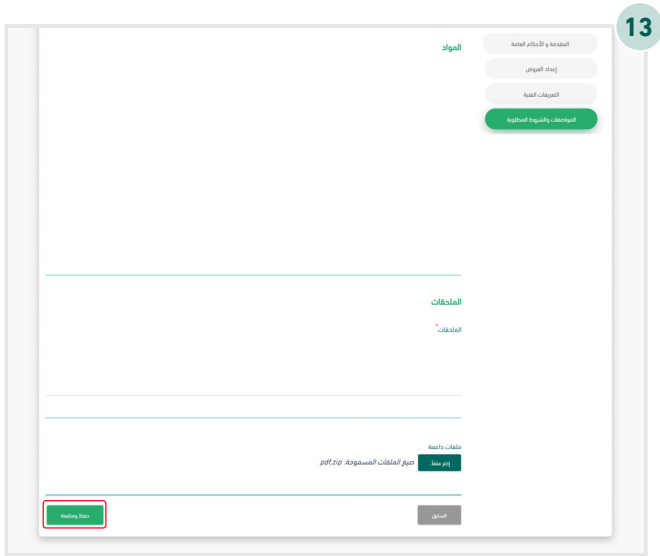 13
المقدمة و الأحكام العامة
إعداد العروض
التعريفات الفنية
المواصفات والشروط المطلوبة
المواد
الملحقات
الملحقات*
ملفات داعمة
إختر ملفاً... صيغ الملفات المسموحة: pdf,zip
السابق
حفظ ومتابعة